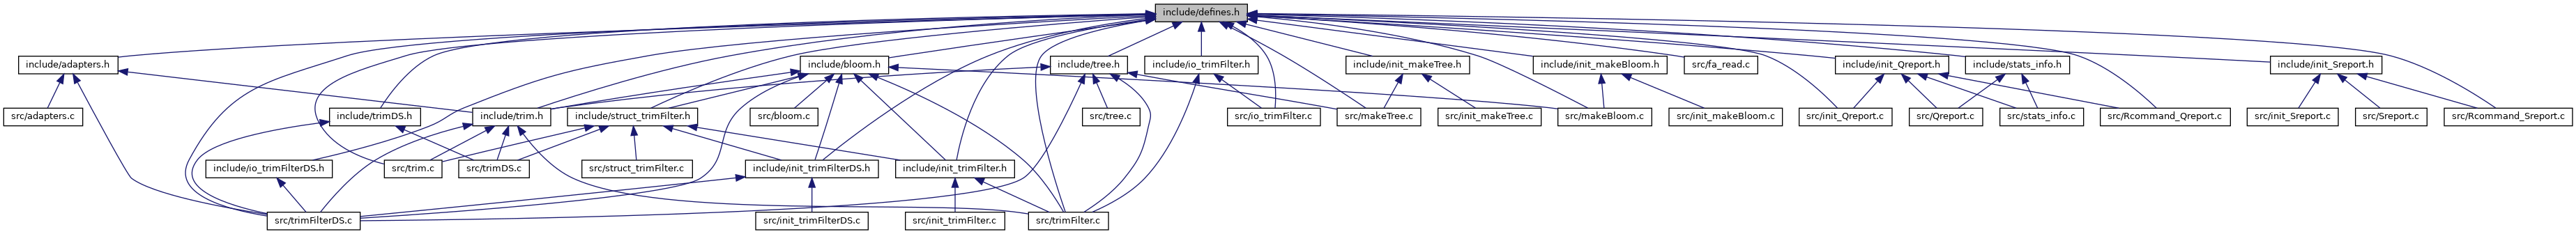 include/defines.h
include/adapters.h
include/bloom.h
include/tree.h
include/io_trimFilter.h
include/init_makeTree.h
include/init_makeBloom.h
src/fa_read.c
include/init_Qreport.h
include/stats_info.h
include/init_Sreport.h
src/adapters.c
include/trimDS.h
include/trim.h
include/struct_trimFilter.h
src/bloom.c
src/tree.c
src/io_trimFilter.c
src/makeTree.c
src/init_makeTree.c
src/makeBloom.c
src/init_makeBloom.c
src/init_Qreport.c
src/Qreport.c
src/stats_info.c
src/Rcommand_Qreport.c
src/init_Sreport.c
src/Sreport.c
src/Rcommand_Sreport.c
include/io_trimFilterDS.h
src/trim.c
src/trimDS.c
src/struct_trimFilter.c
include/init_trimFilterDS.h
include/init_trimFilter.h
src/trimFilterDS.c
src/init_trimFilterDS.c
src/init_trimFilter.c
src/trimFilter.c